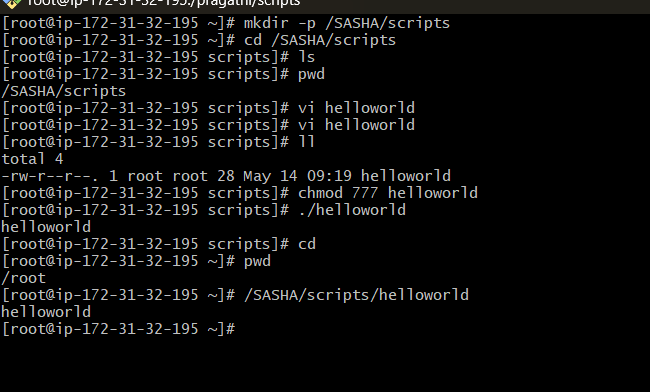 root@ip-172-31-32-195:/pragathi/scripts
[root@ip-172-31-32-195 ~]# mkdir -p /SASHA/scripts
[root@ip-172-31-32-195 ~]# cd /SASHA/scripts
[root@ip-172-31-32-195 scripts]# ls
[root@ip-172-31-32-195 scripts]# pwd
/SASHA/scripts
[root@ip-172-31-32-195 scripts]# vi helloworld
[root@ip-172-31-32-195 scripts]# vi helloworld
[root@ip-172-31-32-195 scripts]# ll
total 4
-rw-r--r--. 1 root root 28 May 14 09:19 helloworld
[root@ip-172-31-32-195 scripts]# chmod 777 helloworld
[root@ip-172-31-32-195 scripts]# ./helloworld
helloworld
[root@ip-172-31-32-195 scripts]# cd
[root@ip-172-31-32-195 ~]# pwd
/root
[root@ip-172-31-32-195 ~]# /SASHA/scripts/helloworld
helloworld
[root@ip-172-31-32-195 ~]#